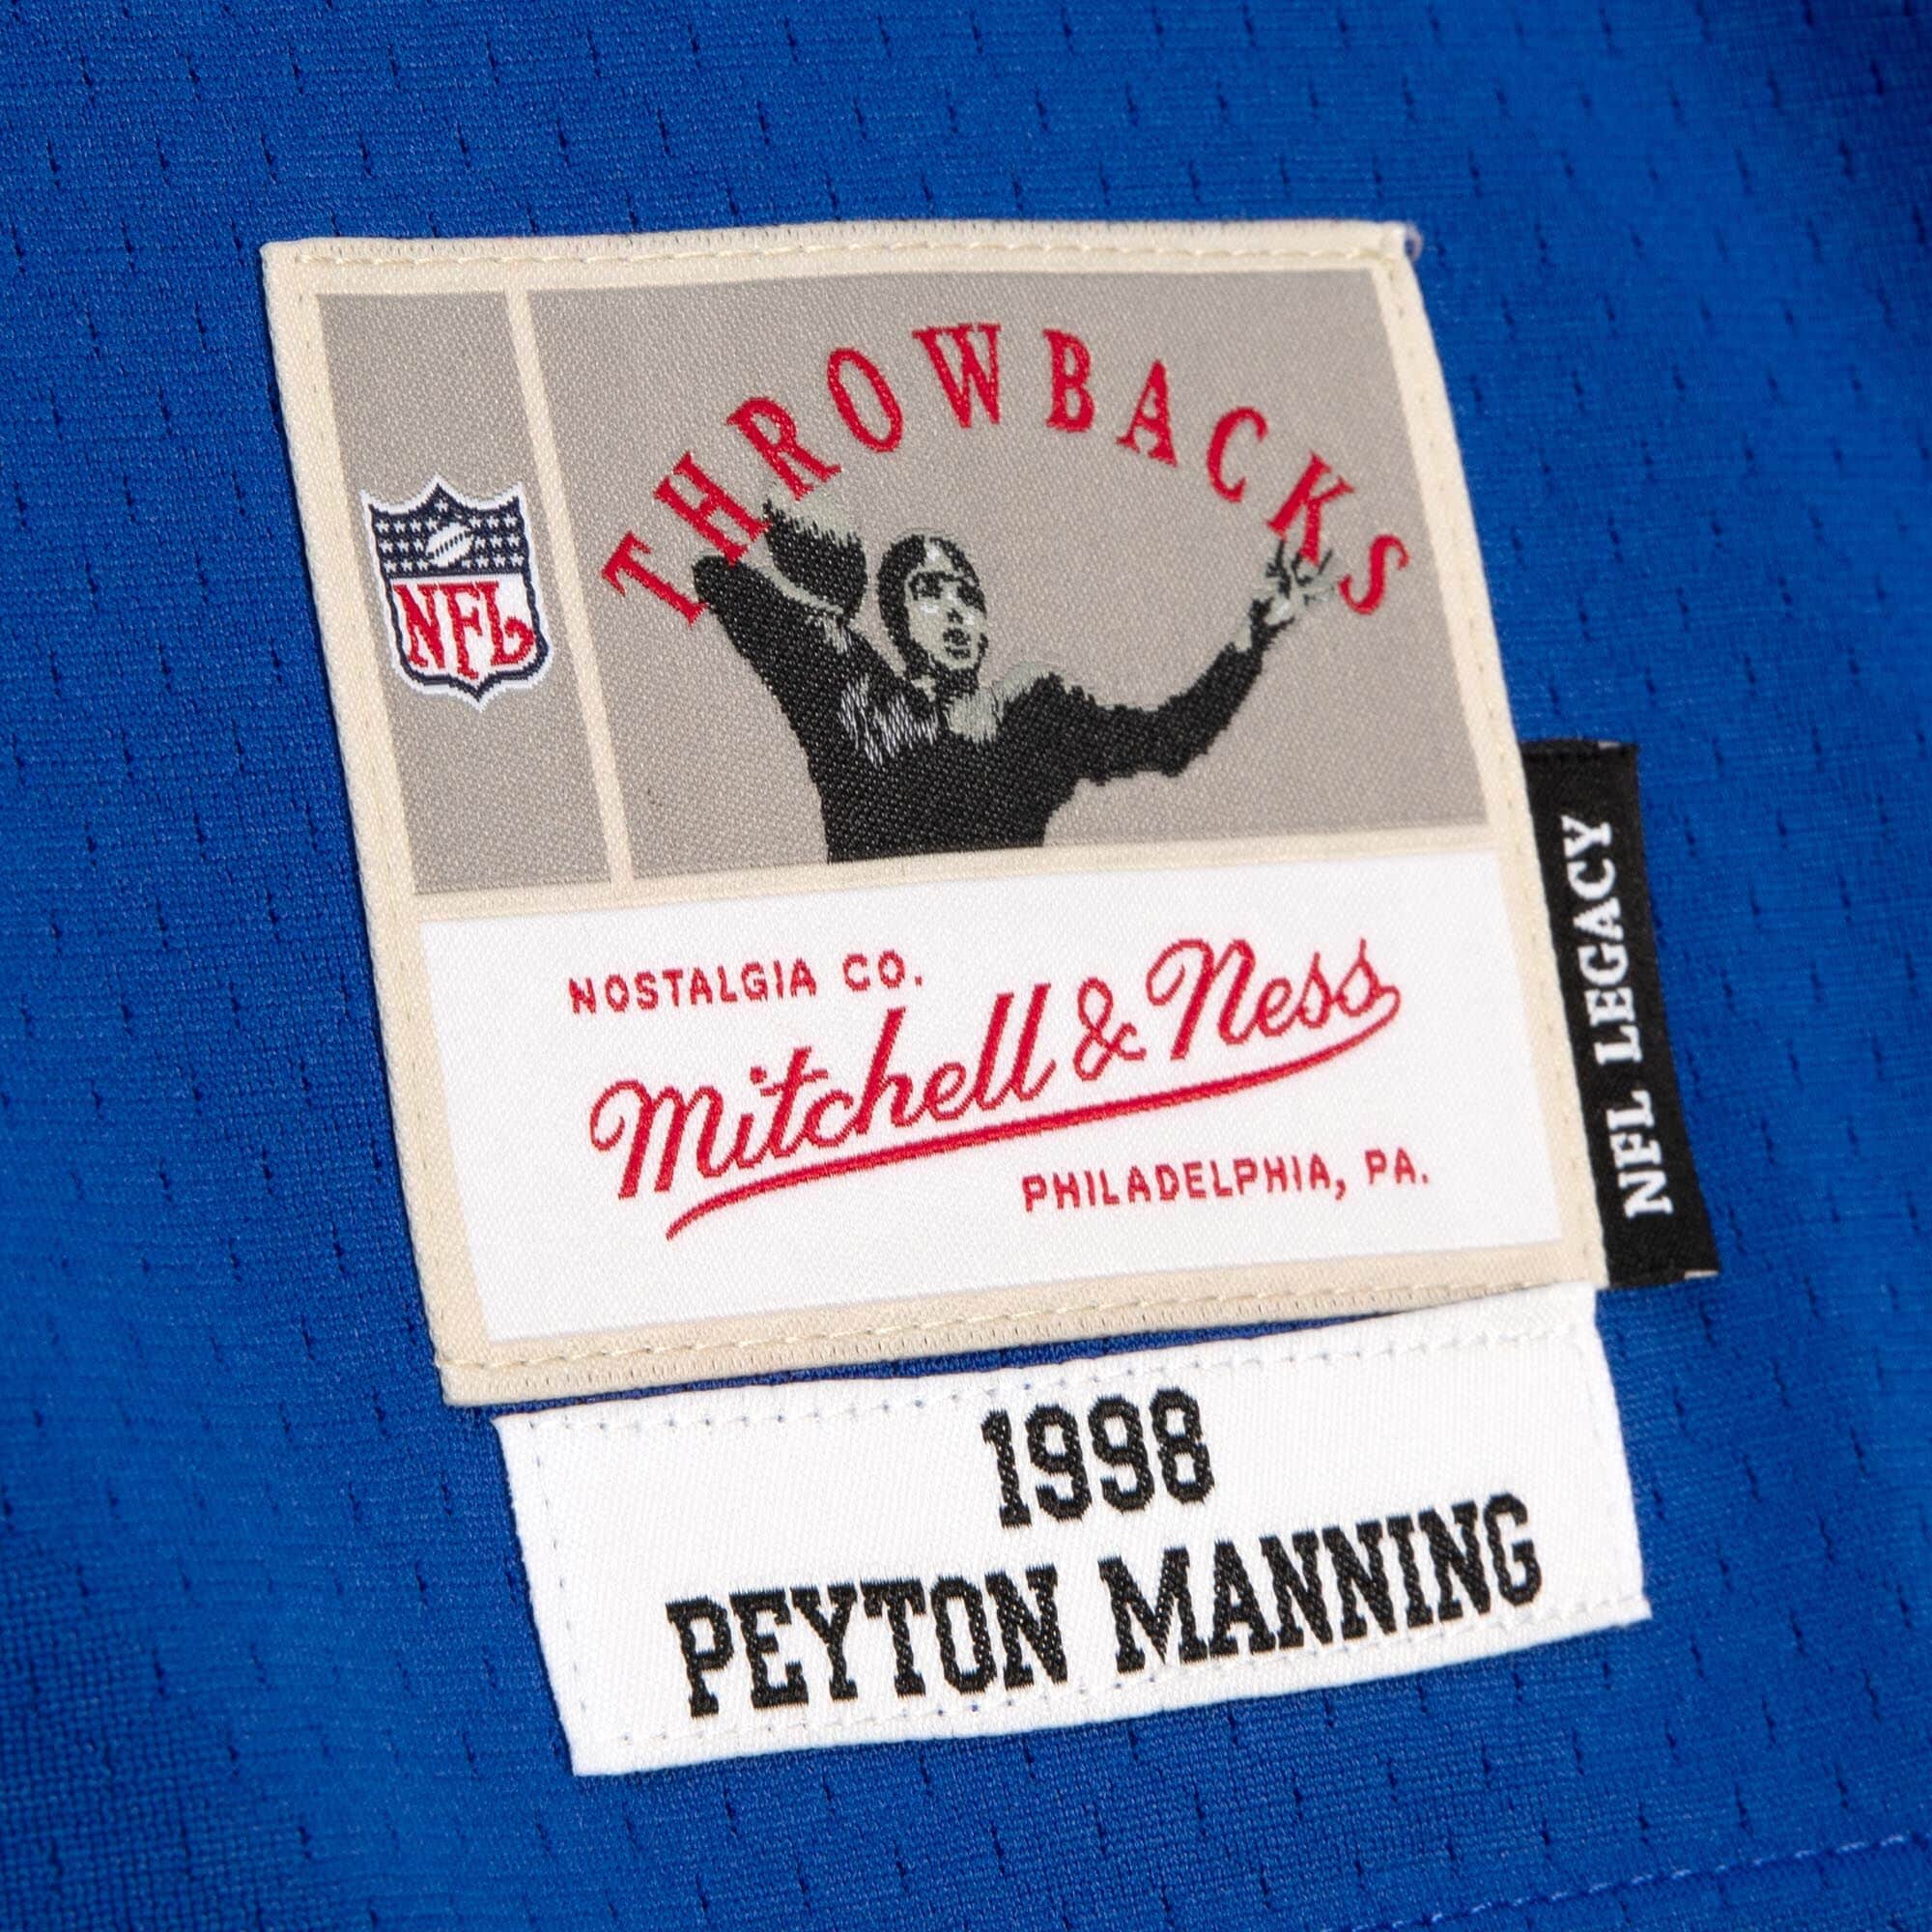 THROWBACKS
NFL
NOSTALGIA CO.
Mitchell & Ness
PHILADELPHIA, PA.
NFL LEGACY
1998
PEYTON MANNING